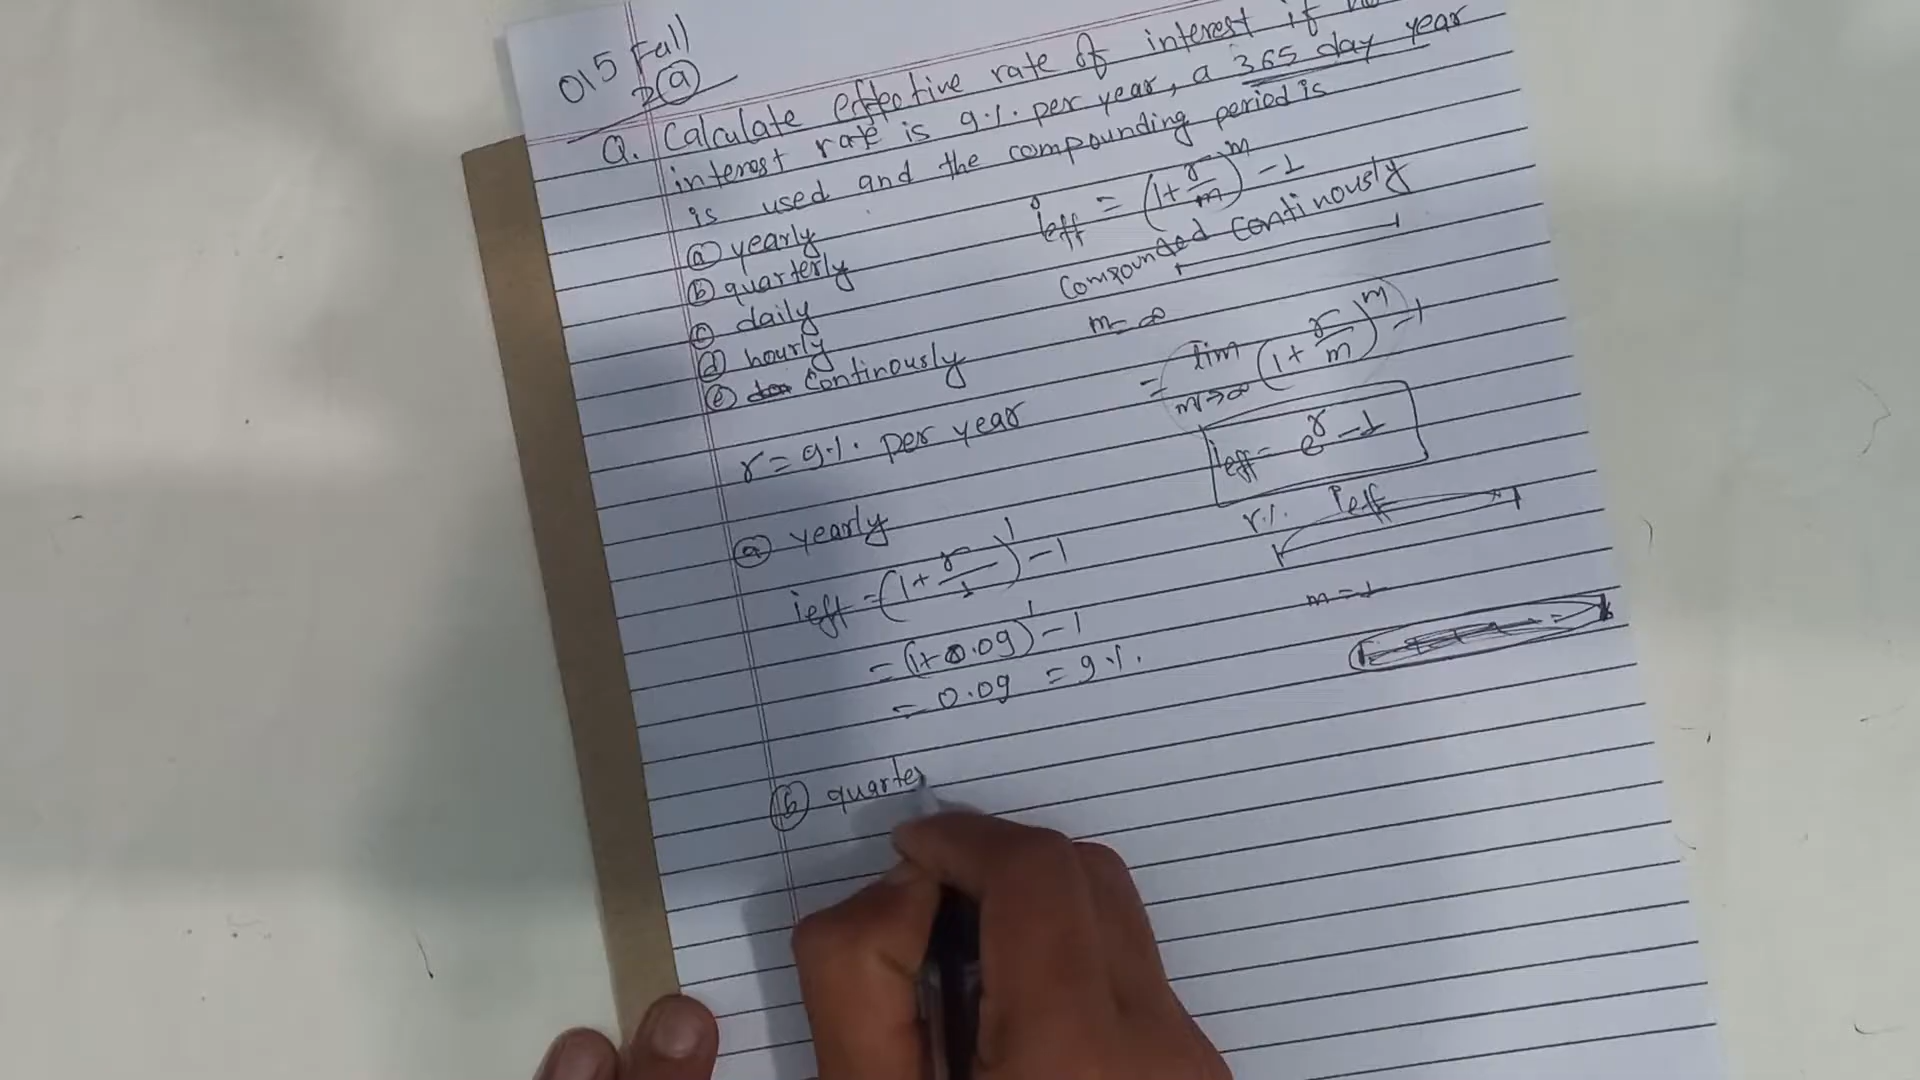 015 Fall
2(a)
Q. Calculate effective rate of interest if
interest rate is 9% per year, a 365 day year
is used and the compounding period is
(a) yearly
(b) quarterly
(c) daily
(d) hourly
(e) Continously
ieff = (1+r/m)^m -1
Compounded Continously
m = ∞
= lim m→∞ (1+r/m)^m -1
ieff = e^r -1
r% ieff
m = 1
r = 9% per year
(a) yearly
ieff = (1+r/1)^1 -1
= (1+0.09)^1 -1
= 0.09 = 9%.
(b) quarte